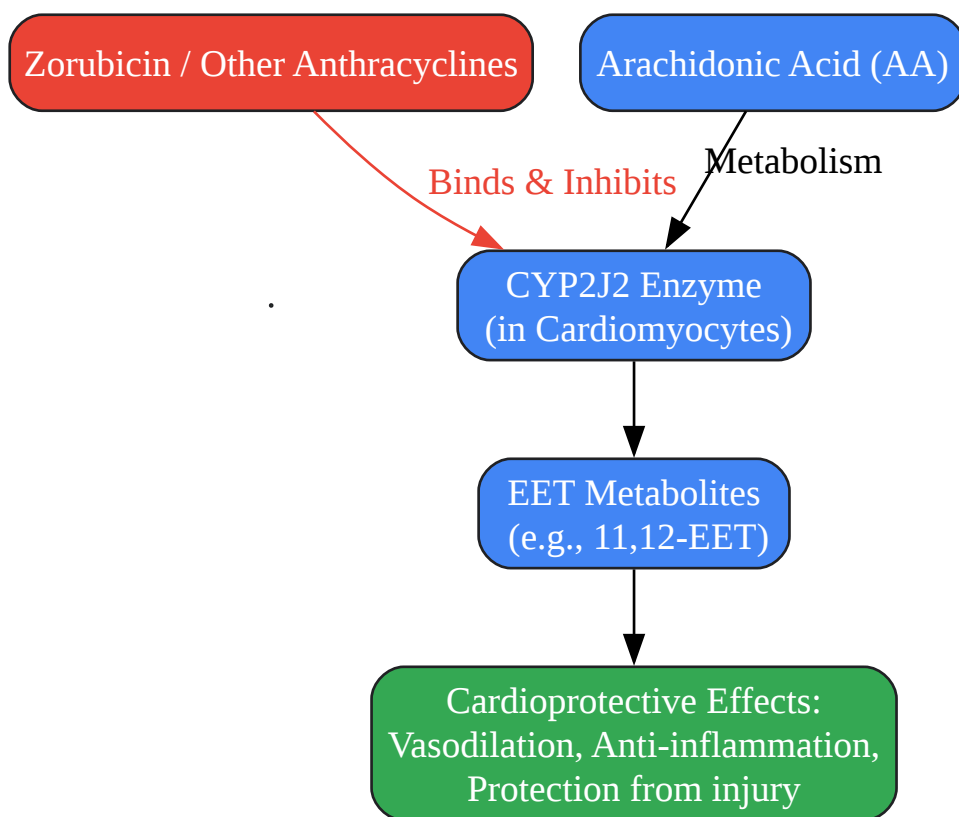 Zorubicin / Other Anthracyclines
Arachidonic Acid (AA)
Binds & Inhibits
Metabolism
CYP2J2 Enzyme
(in Cardiomyocytes)
EET Metabolites
(e.g., 11,12-EET)
Cardioprotective Effects:
Vasodilation, Anti-inflammation,
Protection from injury